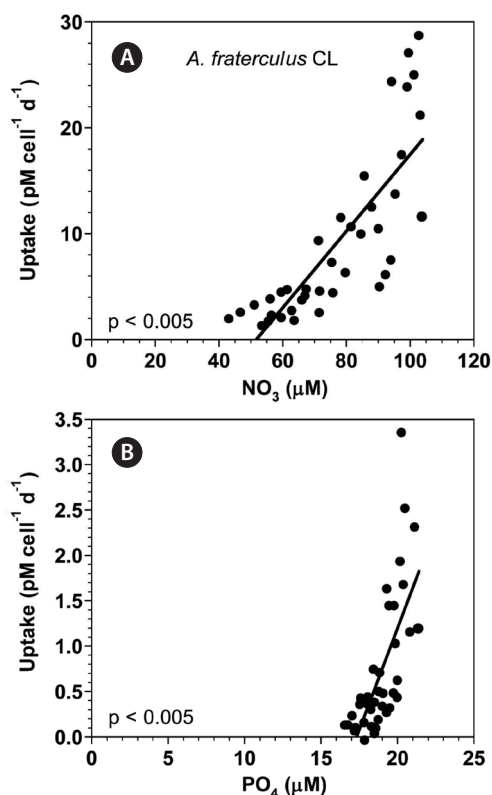 30
A
A. fraterculus CL
20
10
0
Uptake (pM cell⁻¹ d⁻¹)
p < 0.005
0 20 40 60 80 100 120
NO₃ (μM)
3.5
B
3.0
2.5
2.0
1.5
1.0
0.5
0.0
Uptake (pM cell⁻¹ d⁻¹)
p < 0.005
0 5 10 15 20 25
PO₄ (μM)